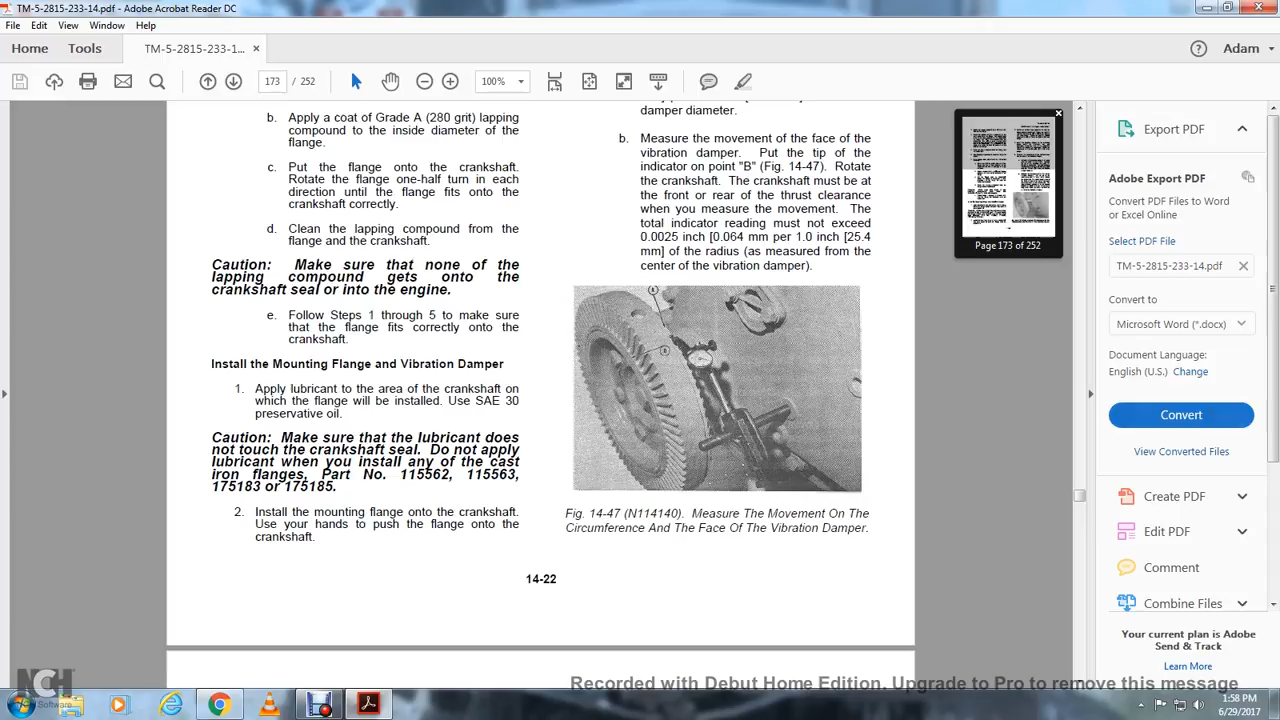 TM-5-2815-233-14.pdf - Adobe Acrobat Reader DC
File Edit View Window Help
Home Tools TM-5-2815-233-1... × Adam
173 / 252 100%
b. Apply a coat of Grade A (280 grit) lapping
compound to the inside diameter of the
flange.
c. Put the flange onto the crankshaft.
Rotate the flange one-half turn in each
direction until the flange fits onto the
crankshaft correctly.
d. Clean the lapping compound from the
flange and the crankshaft.
Caution: Make sure that none of the
lapping compound gets onto the
crankshaft seal or into the engine.
e. Follow Steps 1 through 5 to make sure
that the flange fits correctly onto the
crankshaft.
Install the Mounting Flange and Vibration Damper
1. Apply lubricant to the area of the crankshaft on
which the flange will be installed. Use SAE 30
preservative oil.
Caution: Make sure that the lubricant does
not touch the crankshaft seal. Do not apply
lubricant when you install any of the cast
iron flanges, Part No. 115562, 115563,
175183 or 175185.
2. Install the mounting flange onto the crankshaft.
Use your hands to push the flange onto the
crankshaft.
damper diameter.
b. Measure the movement of the face of the
vibration damper. Put the tip of the
indicator on point "B" (Fig. 14-47). Rotate
the crankshaft. The crankshaft must be at
the front or rear of the thrust clearance
when you measure the movement. The
total indicator reading must not exceed
0.0025 inch [0.064 mm per 1.0 inch [25.4
mm] of the radius (as measured from the
center of the vibration damper).
Fig. 14-47 (N114140). Measure The Movement On The
Circumference And The Face Of The Vibration Damper.
14-22
Page 173 of 252
Export PDF
Adobe Export PDF
Convert PDF Files to Word
or Excel Online
Select PDF File
TM-5-2815-233-14.pdf
Convert to
Microsoft Word (*.docx)
Document Language:
English (U.S.) Change
Convert
View Converted Files
Create PDF
Edit PDF
Comment
Combine Files
Your current plan is Adobe
Send & Track
Learn More
NCH
Software
Recorded with Debut Home Edition. Upgrade to Pro to remove this message
1:58 PM
6/29/2017